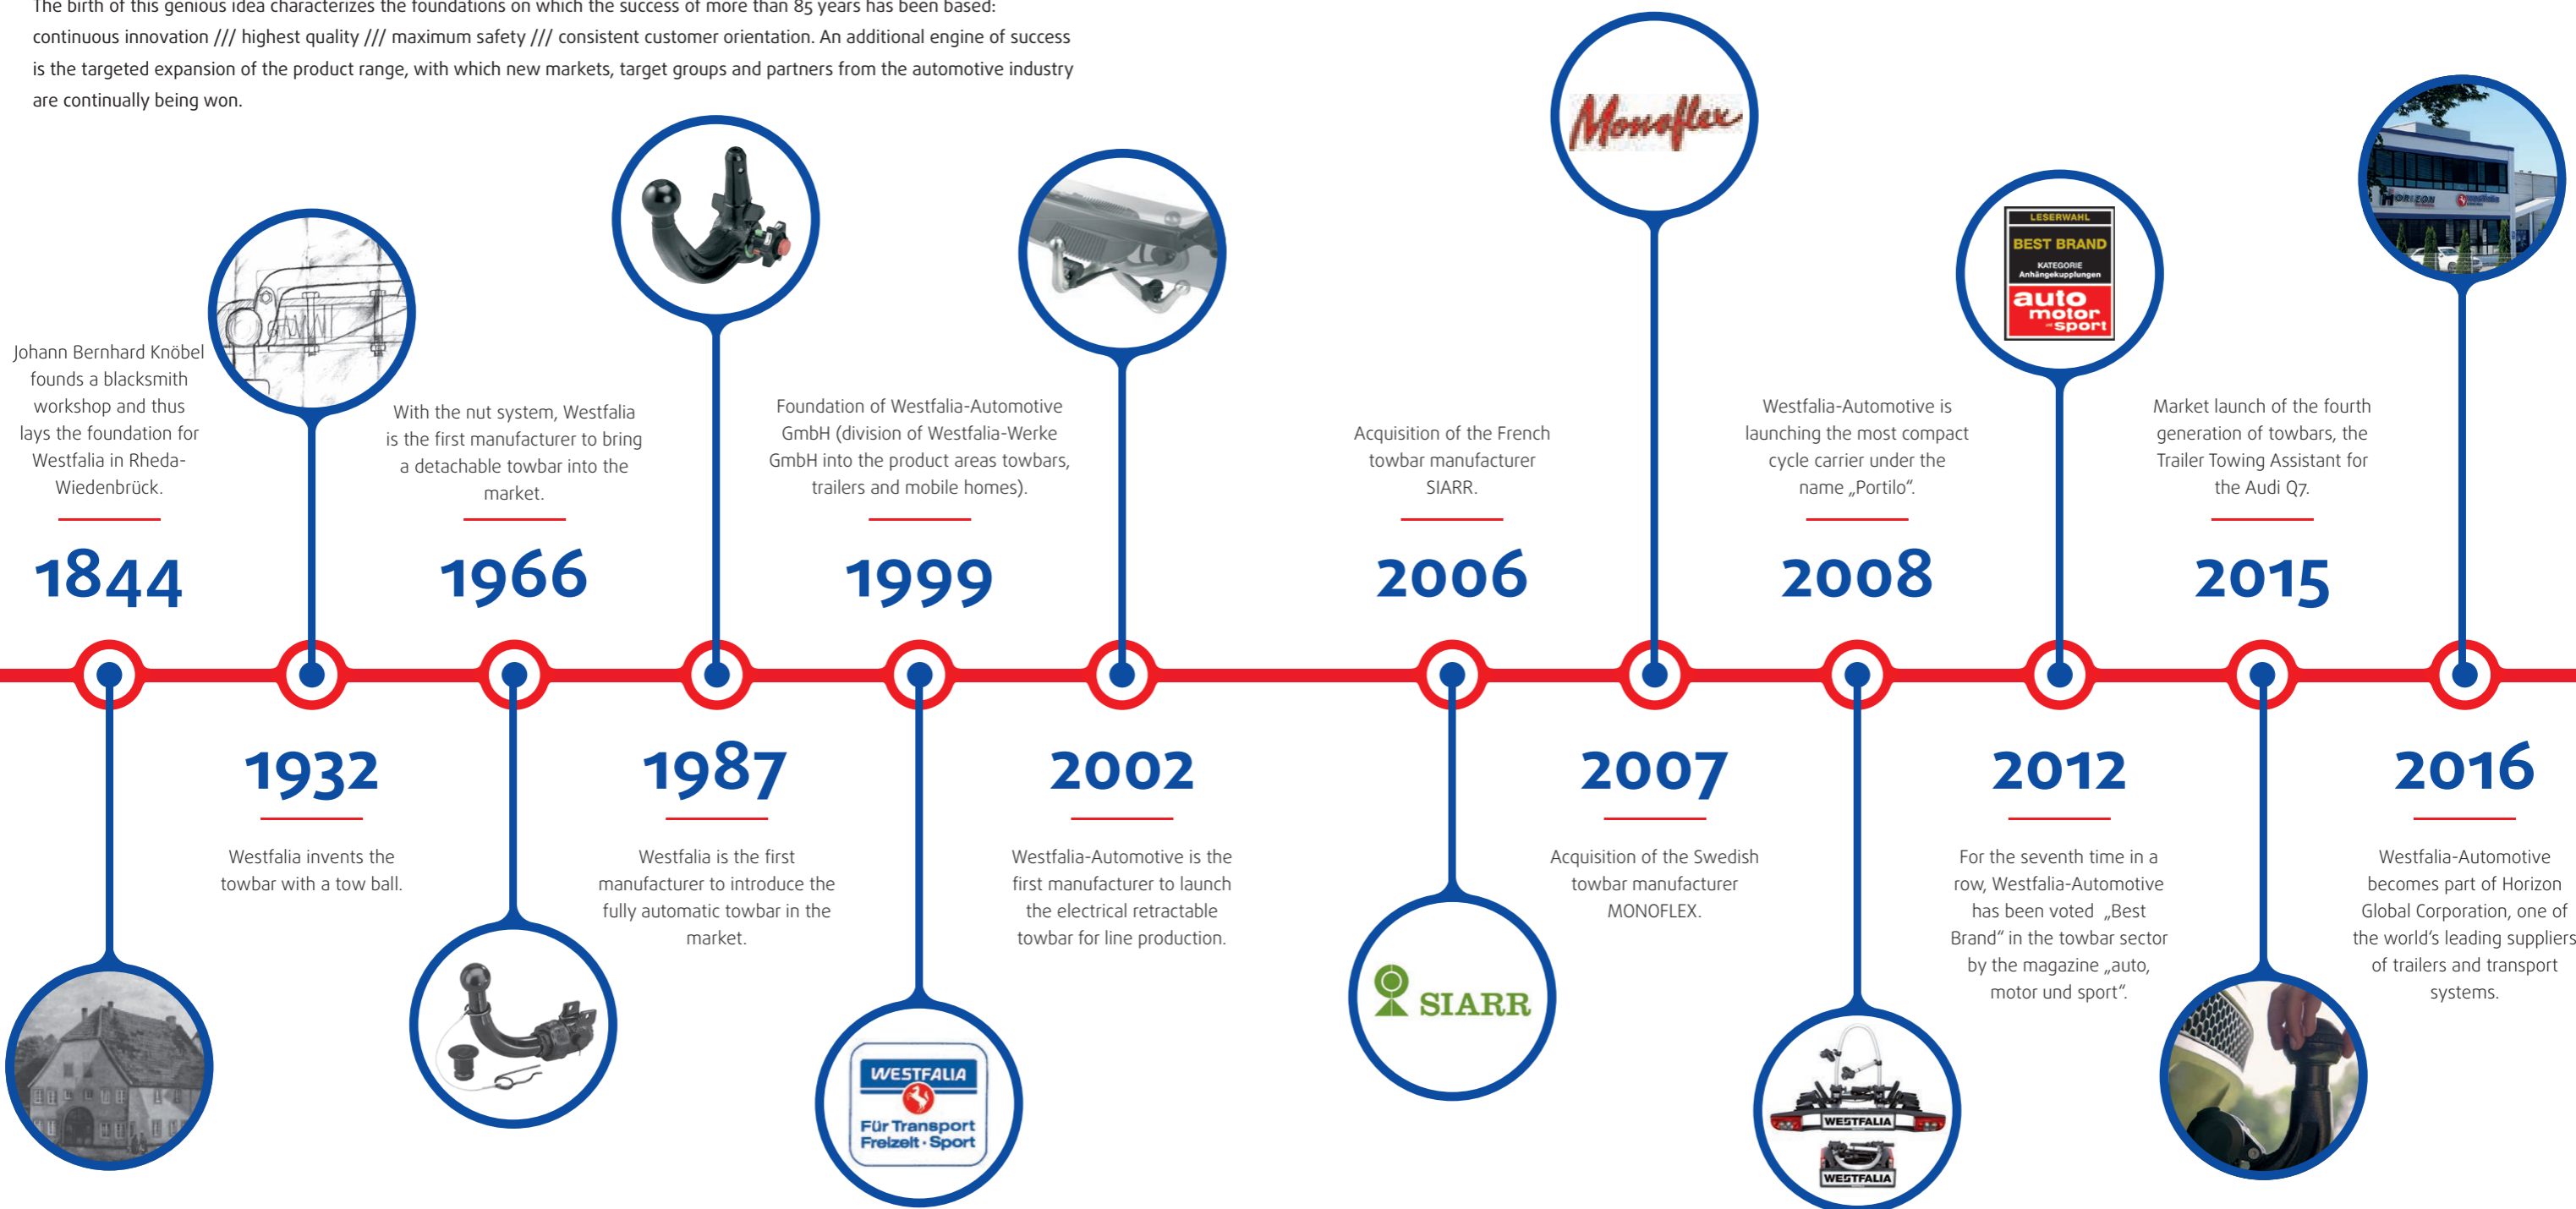 The birth of this genious idea characterizes the foundations on which the success of more than 85 years has been based:
continuous innovation /// highest quality /// maximum safety /// consistent customer orientation. An additional engine of success
is the targeted expansion of the product range, with which new markets, target groups and partners from the automotive industry
are continually being won.
Johann Bernhard Knöbel
founds a blacksmith
workshop and thus
lays the foundation for
Westfalia in Rheda-
Wiedenbrück.
1844
1932
Westfalia invents the
towbar with a tow ball.
With the nut system, Westfalia
is the first manufacturer to bring
a detachable towbar into the
market.
1966
1987
Westfalia is the first
manufacturer to introduce the
fully automatic towbar in the
market.
Foundation of Westfalia-Automotive
GmbH (division of Westfalia-Werke
GmbH into the product areas towbars,
trailers and mobile homes).
1999
WESTFALIA
Für Transport
Freizeit · Sport
2002
Westfalia-Automotive is the
first manufacturer to launch
the electrical retractable
towbar for line production.
Acquisition of the French
towbar manufacturer
SIARR.
2006
SIARR
Monoflex
2007
Acquisition of the Swedish
towbar manufacturer
MONOFLEX.
Westfalia-Automotive is
launching the most compact
cycle carrier under the
name „Portilo“.
2008
WESTFALIA
WESTFALIA
LESERWAHL
BEST BRAND
KATEGORIE
Anhängekupplungen
auto
motor
und sport
2012
For the seventh time in a
row, Westfalia-Automotive
has been voted „Best
Brand“ in the towbar sector
by the magazine „auto,
motor und sport“.
Market launch of the fourth
generation of towbars, the
Trailer Towing Assistant for
the Audi Q7.
2015
HORIZON
westfalia
2016
Westfalia-Automotive
becomes part of Horizon
Global Corporation, one of
the world‘s leading suppliers
of trailers and transport
systems.